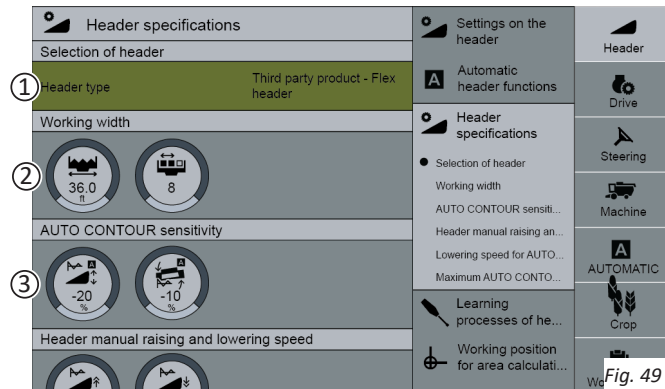 Header specifications
Selection of header
1
Header type
Third party product - Flex
header
Working width
2
36.0
ft
8
AUTO CONTOUR sensitivity
3
-20
%
A
-10
%
A
Header manual raising and lowering speed
Settings on the
header
A
Automatic
header functions
Header
specifications
Selection of header
Working width
AUTO CONTOUR sensiti...
Header manual raising an...
Lowering speed for AUTO...
Maximum AUTO CONTO...
Learning
processes of he...
Working position
for area calculati...
Header
Drive
Steering
Machine
A
AUTOMATIC
Crop
Fig. 49